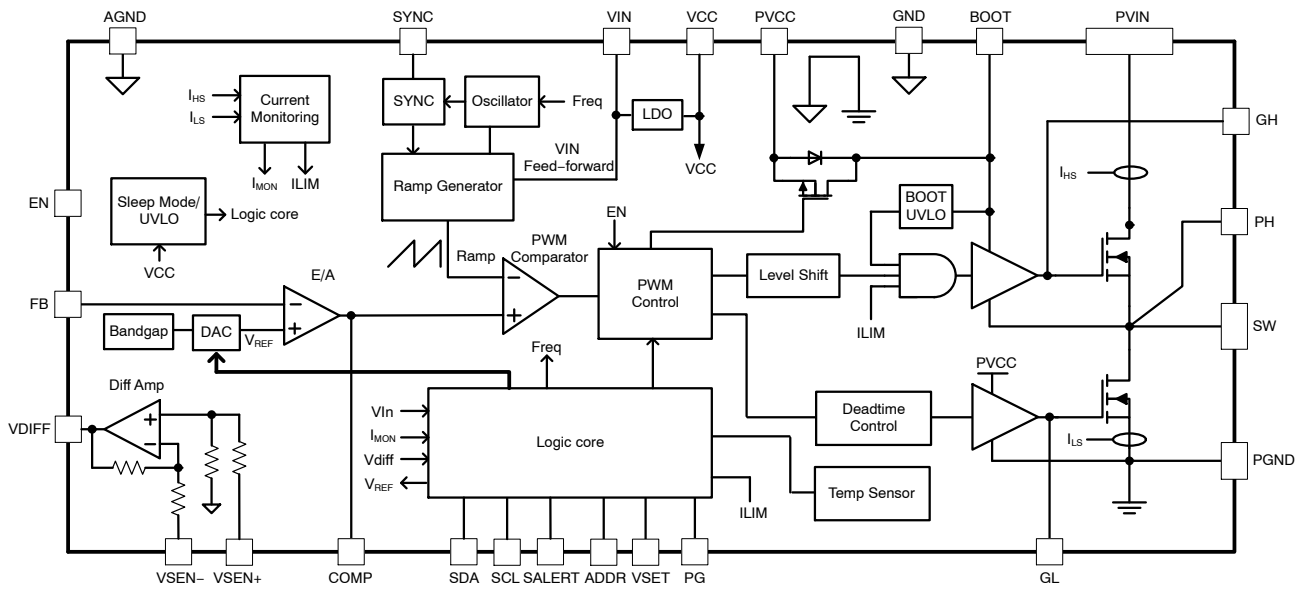 AGND
SYNC
VIN
VCC
PVCC
GND
BOOT
PVIN
I_HS
I_LS
Current
Monitoring
I_MON
ILIM
SYNC
Oscillator
Freq
LDO
VCC
VIN
Feed-forward
Ramp Generator
GH
I_HS
EN
Sleep Mode/
UVLO
Logic core
VCC
EN
BOOT
UVLO
PH
Ramp
PWM
Comparator
−
+
PWM
Control
Level Shift
ILIM
E/A
FB
−
+
Bandgap
DAC
V_REF
SW
Freq
PVCC
Diff Amp
VDIFF
+
−
VIn
I_MON
Vdiff
V_REF
Logic core
Deadtime
Control
I_LS
PGND
Temp Sensor
ILIM
VSEN−
VSEN+
COMP
SDA
SCL
SALERT
ADDR
VSET
PG
GL